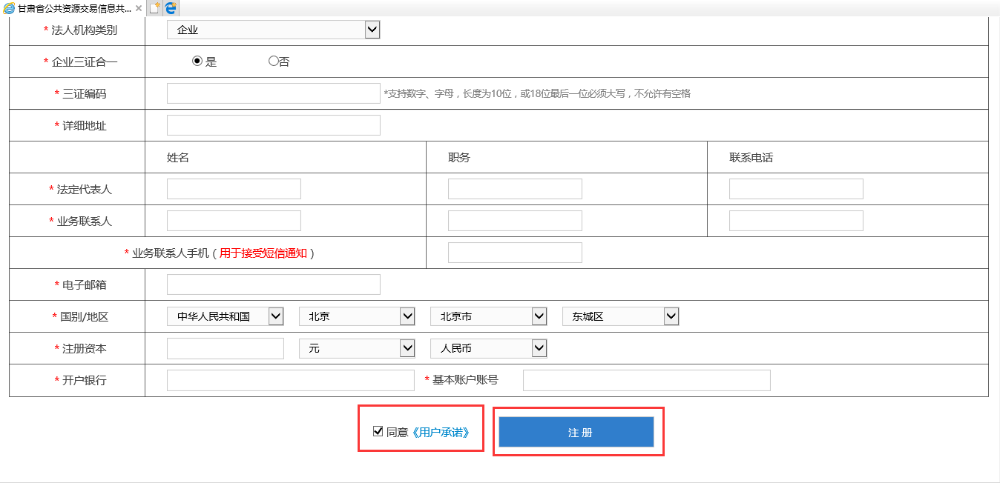 甘肃省公共资源交易信息共...
* 法人机构类别 企业
* 企业三证合一 是 否
* 三证编码 *支持数字、字母，长度为10位，或18位最后一位必须大写，不允许有空格
* 详细地址
姓名 职务 联系电话
* 法定代表人
* 业务联系人
* 业务联系人手机（用于接受短信通知）
* 电子邮箱
* 国别/地区 中华人民共和国 北京 北京市 东城区
* 注册资本 元 人民币
* 开户银行 * 基本账户账号
同意《用户承诺》 注 册